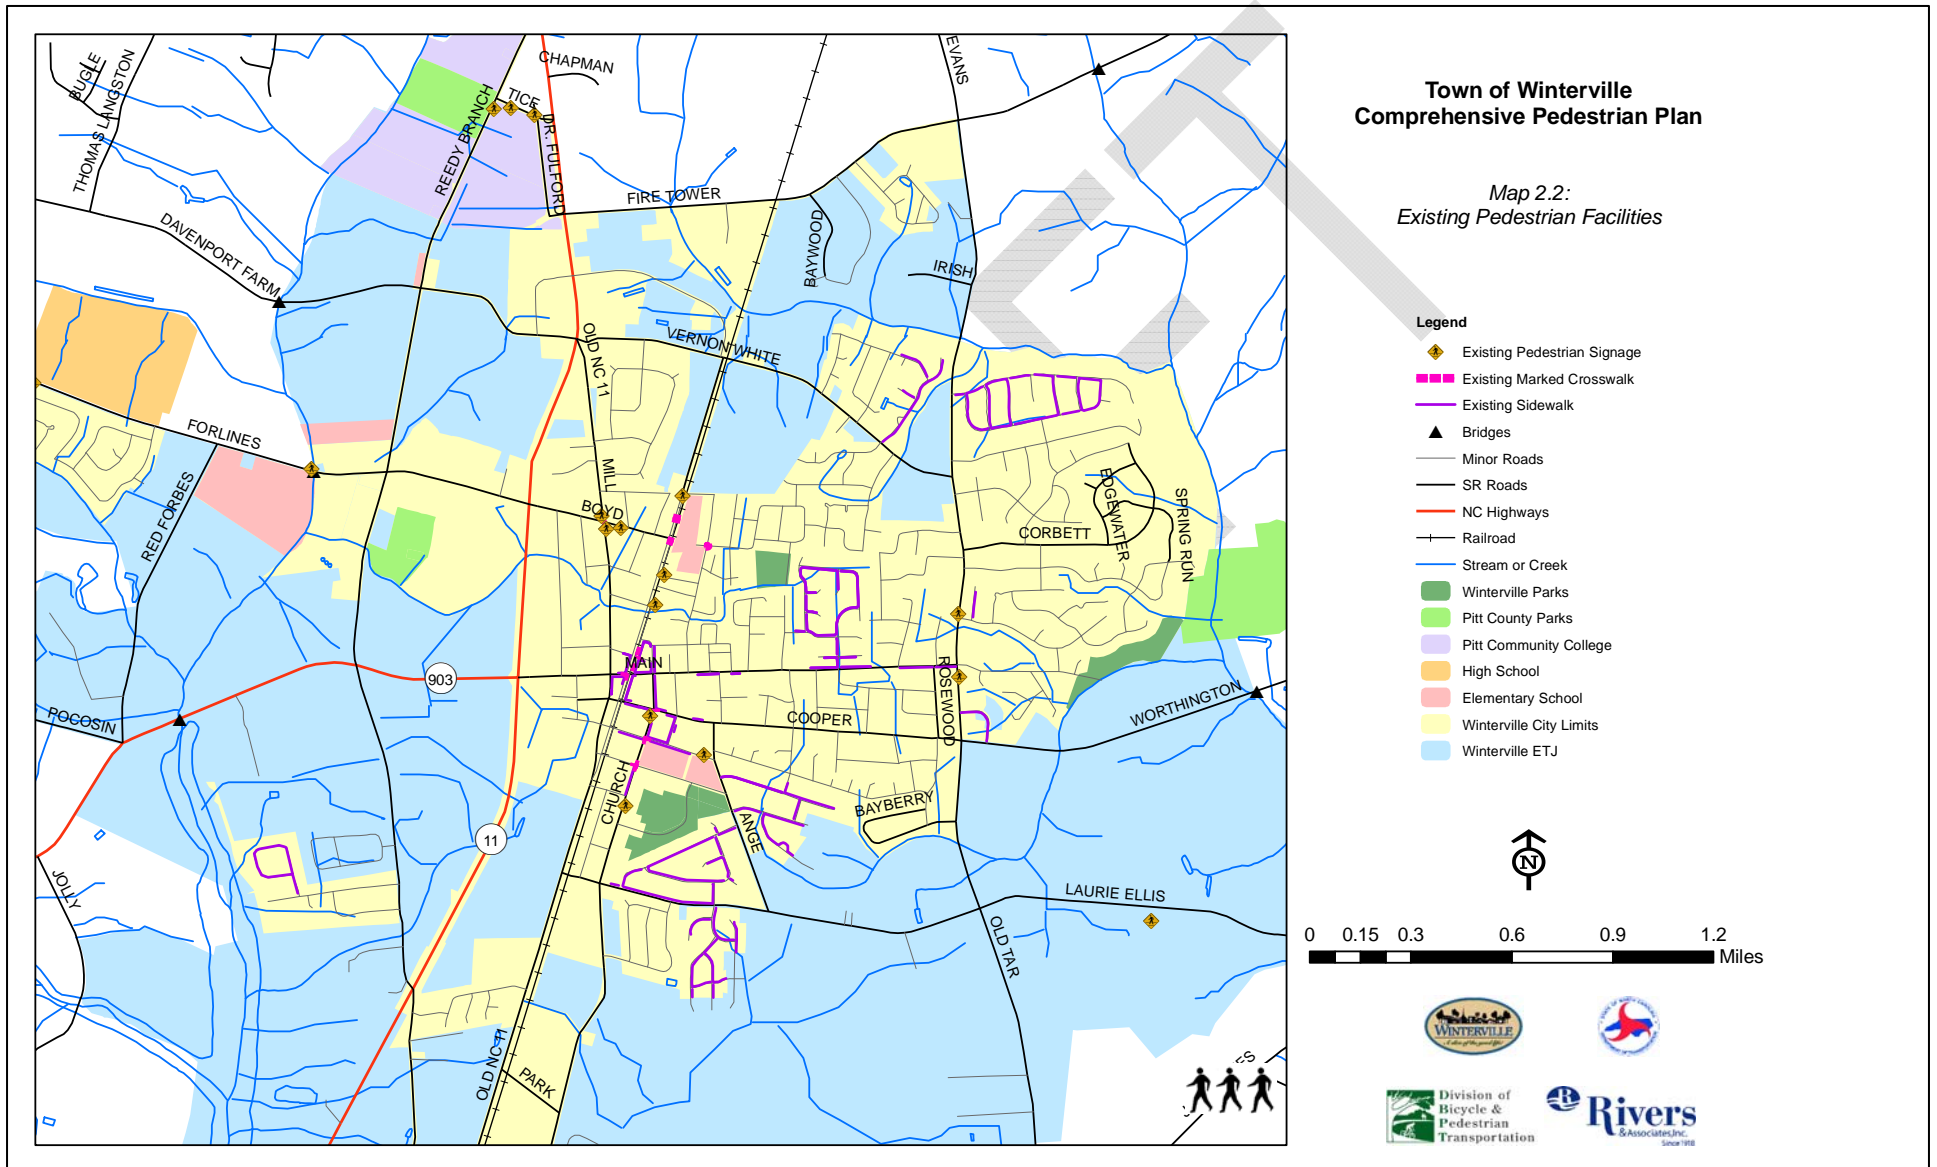 Town of Winterville
Comprehensive Pedestrian Plan
Map 2.2:
Existing Pedestrian Facilities
Legend
Existing Pedestrian Signage
Existing Marked Crosswalk
Existing Sidewalk
Bridges
Minor Roads
SR Roads
NC Highways
Railroad
Stream or Creek
Winterville Parks
Pitt County Parks
Pitt Community College
High School
Elementary School
Winterville City Limits
Winterville ETJ
N
0 0.15 0.3 0.6 0.9 1.2
Miles
WINTERVILLE
Division of
Bicycle &
Pedestrian
Transportation
R
Rivers
& Associates, Inc.
Since 1918
BUGLE
THOMAS LANGSTON
CHAPMAN
TICE
REEDY BRANCH
DR. FULFORD
EVANS
FIRE TOWER
DAVENPORT FARM
BAYWOOD
IRISH
OLD NC 11
VERNON WHITE
FORLINES
RED FORBES
MILL
BOYD
EDGEWATER
SPRING RUN
CORBETT
MAIN
903
ROSEWOOD
POCOSIN
COOPER
WORTHINGTON
CHURCH
BAYBERRY
ANGE
11
JOLLY
LAURIE ELLIS
OLD TAR
OLD NC 11
PARK
ES